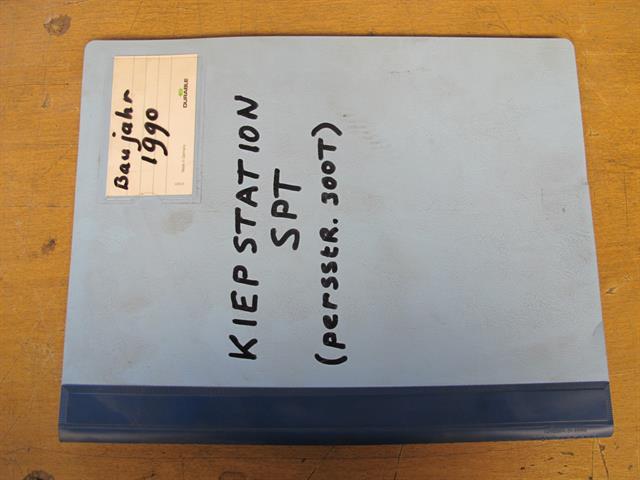 Baujahr
1990
DURABLE
KIEPSTATION
SPT
(persstr. 300T)